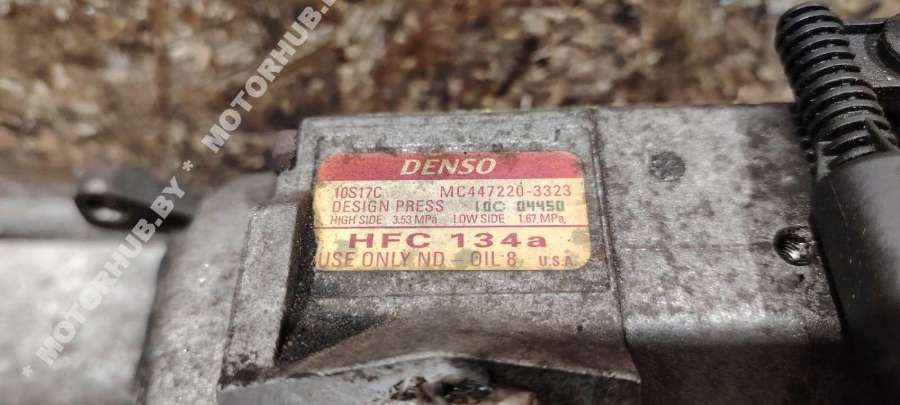 * MOTORHUB.BY * MOTORHUB.BY
DENSO
10S17C MC447220-3323
DESIGN PRESS 10C 04450
HIGH SIDE 3.53 MPa LOW SIDE 1.67 MPa
HFC 134a
USE ONLY ND-OIL 8 U.S.A.